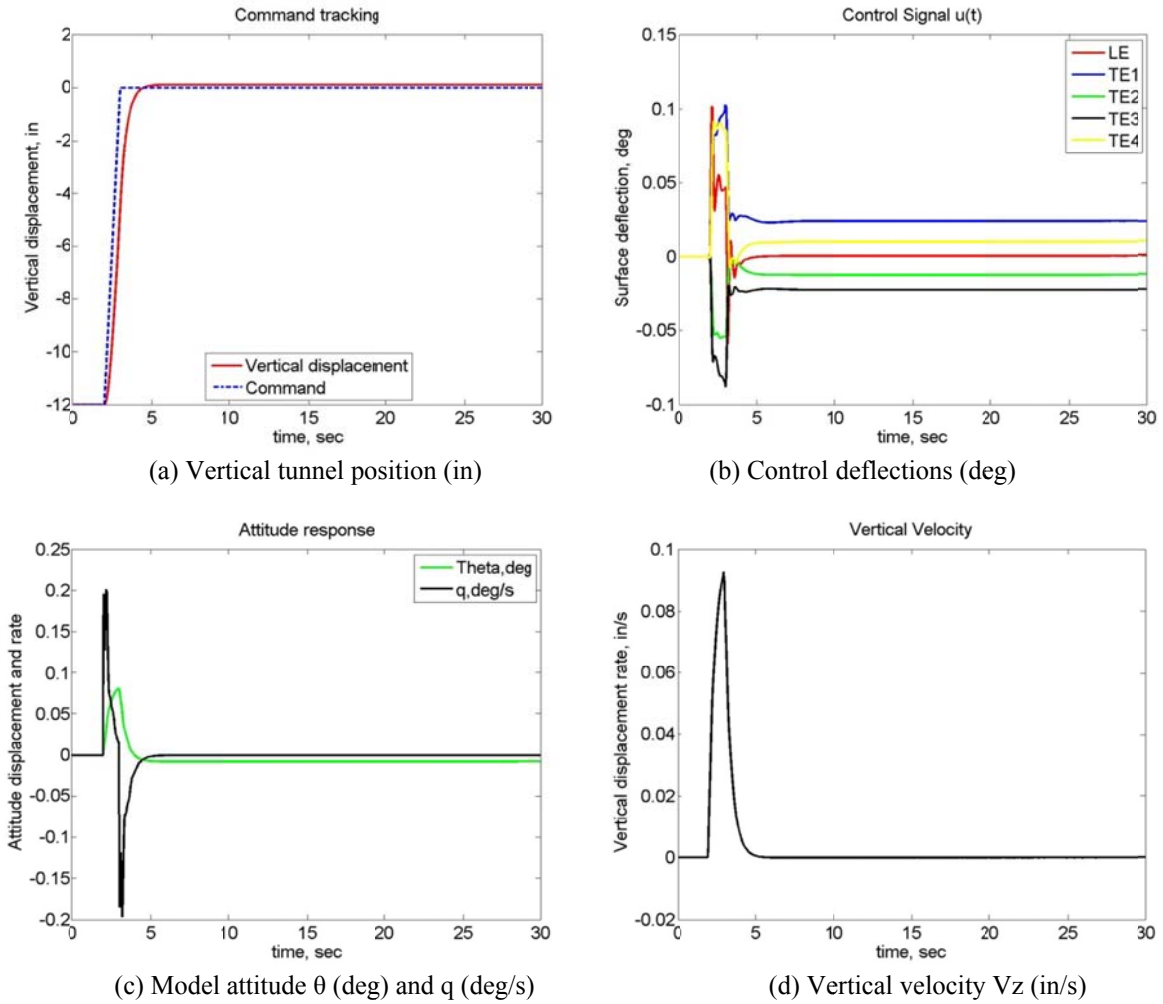 Command tracking
0
-2
-4
-6
-8
-10
-12
Vertical displacement, in
Vertical displacement
Command
0 5 10 15 20 25 30
time, sec
(a) Vertical tunnel position (in)
Control Signal u(t)
0.15
0.1
0.05
0
-0.05
-0.1
Surface deflection, deg
LE
TE1
TE2
TE3
TE4
0 5 10 15 20 25 30
time, sec
(b) Control deflections (deg)
Attitude response
0.25
0.2
0.15
0.1
0.05
0
-0.05
-0.1
-0.15
-0.2
Attitude displacement and rate
Theta,deg
q,deg/s
0 5 10 15 20 25 30
time, sec
(c) Model attitude θ (deg) and q (deg/s)
Vertical Velocity
0.1
0.08
0.06
0.04
0.02
0
-0.02
Vertical displacement rate, in/s
0 5 10 15 20 25 30
time, sec
(d) Vertical velocity Vz (in/s)